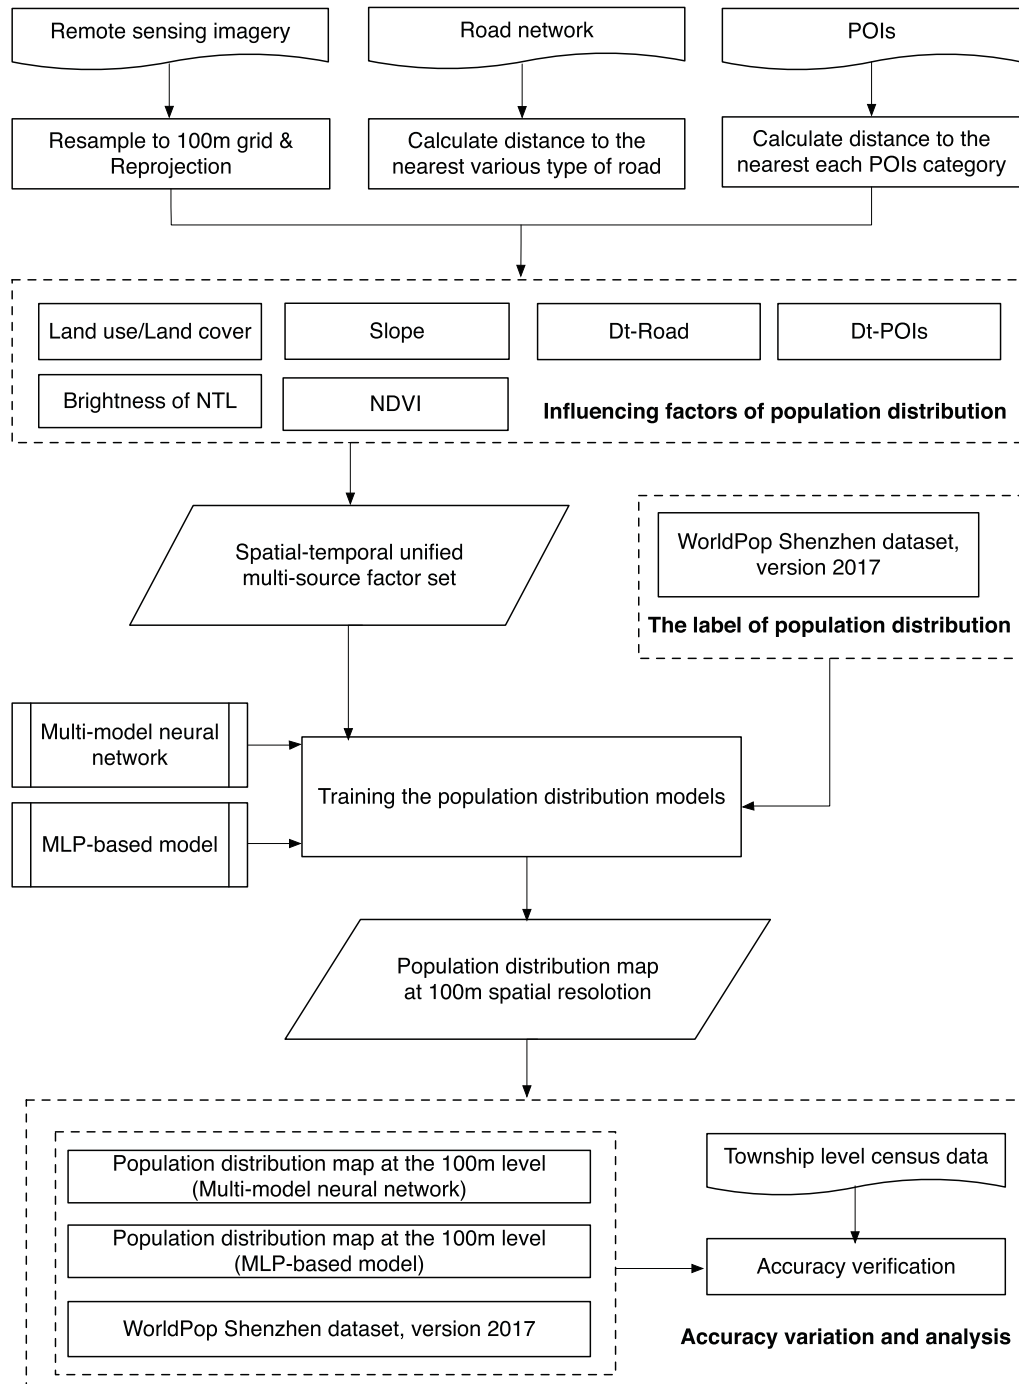 Remote sensing imagery
Road network
POIs
Resample to 100m grid &
Reprojection
Calculate distance to the
nearest various type of road
Calculate distance to the
nearest each POIs category
Land use/Land cover
Slope
Dt-Road
Dt-POIs
Brightness of NTL
NDVI
Influencing factors of population distribution
Spatial-temporal unified
multi-source factor set
WorldPop Shenzhen dataset,
version 2017
The label of population distribution
Multi-model neural
network
Training the population distribution models
MLP-based model
Population distribution map
at 100m spatial resolotion
Population distribution map at the 100m level
(Multi-model neural network)
Population distribution map at the 100m level
(MLP-based model)
WorldPop Shenzhen dataset, version 2017
Township level census data
Accuracy verification
Accuracy variation and analysis